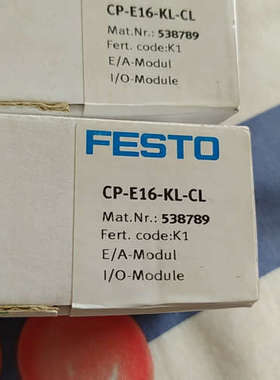 CP-E16-KL-CL
Mat.Nr.: 538789
Fert. code:K1
E/A-Modul
I/O-Module
FESTO
CP-E16-KL-CL
Mat.Nr.: 538789
Fert. code:K1
E/A-Modul
I/O-Module